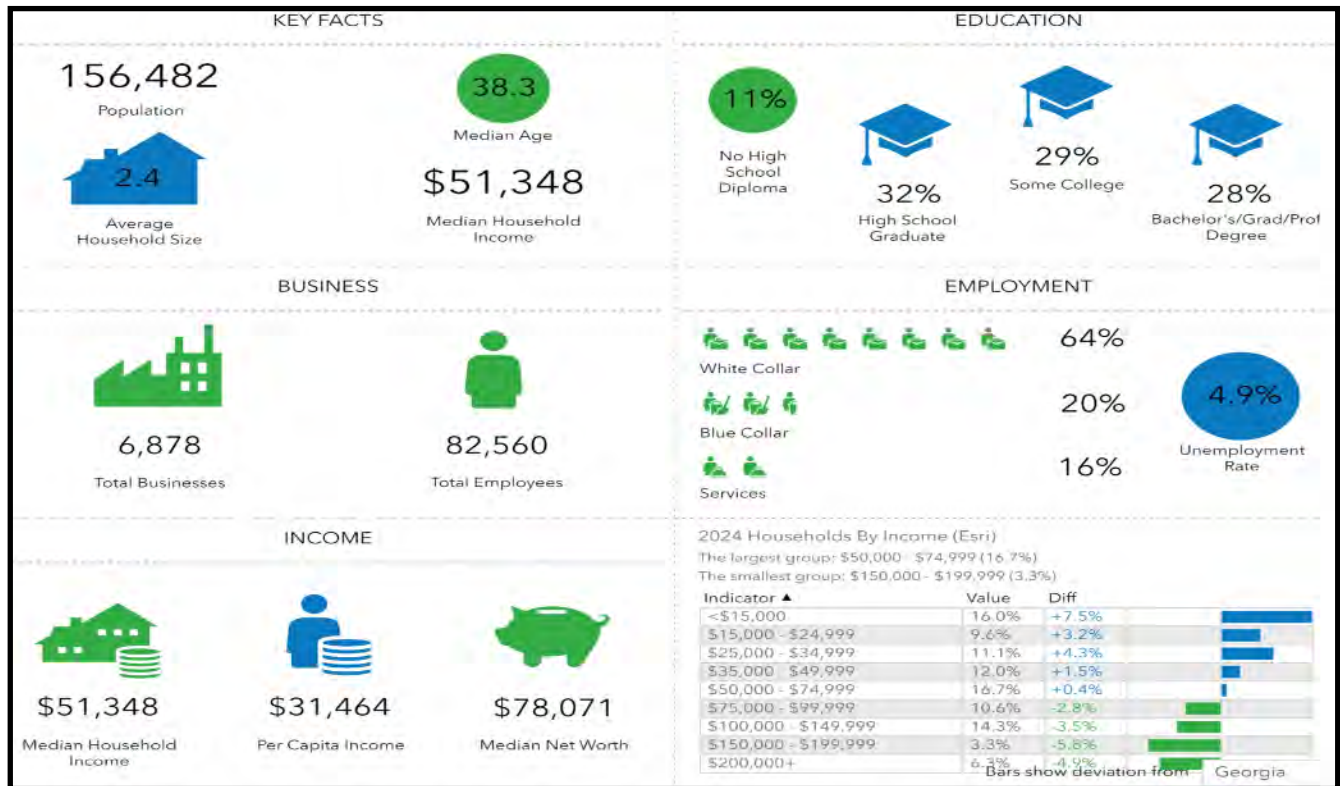 KEY FACTS
156,482
Population
38.3
Median Age
2.4
Average
Household Size
$51,348
Median Household
Income
EDUCATION
11%
No High
School
Diploma
32%
High School
Graduate
29%
Some College
28%
Bachelor's/Grad/Prof
Degree
BUSINESS
6,878
Total Businesses
82,560
Total Employees
EMPLOYMENT
64%
White Collar
20%
Blue Collar
16%
Services
4.9%
Unemployment
Rate
INCOME
$51,348
Median Household
Income
$31,464
Per Capita Income
$78,071
Median Net Worth
2024 Households By Income (Esri)
The largest group: $50,000 - $74,999 (16.7%)
The smallest group: $150,000 - $199,999 (3.3%)
Indicator ▲ Value Diff
<$15,000 16.0% +7.5%
$15,000 - $24,999 9.6% +3.2%
$25,000 - $34,999 11.1% +4.3%
$35,000 - $49,999 12.0% +1.5%
$50,000 - $74,999 16.7% +0.4%
$75,000 - $99,999 10.6% -2.8%
$100,000 - $149,999 14.3% -3.5%
$150,000 - $199,999 3.3% -5.8%
$200,000+ 6.3% -4.9%
Bars show deviation from Georgia